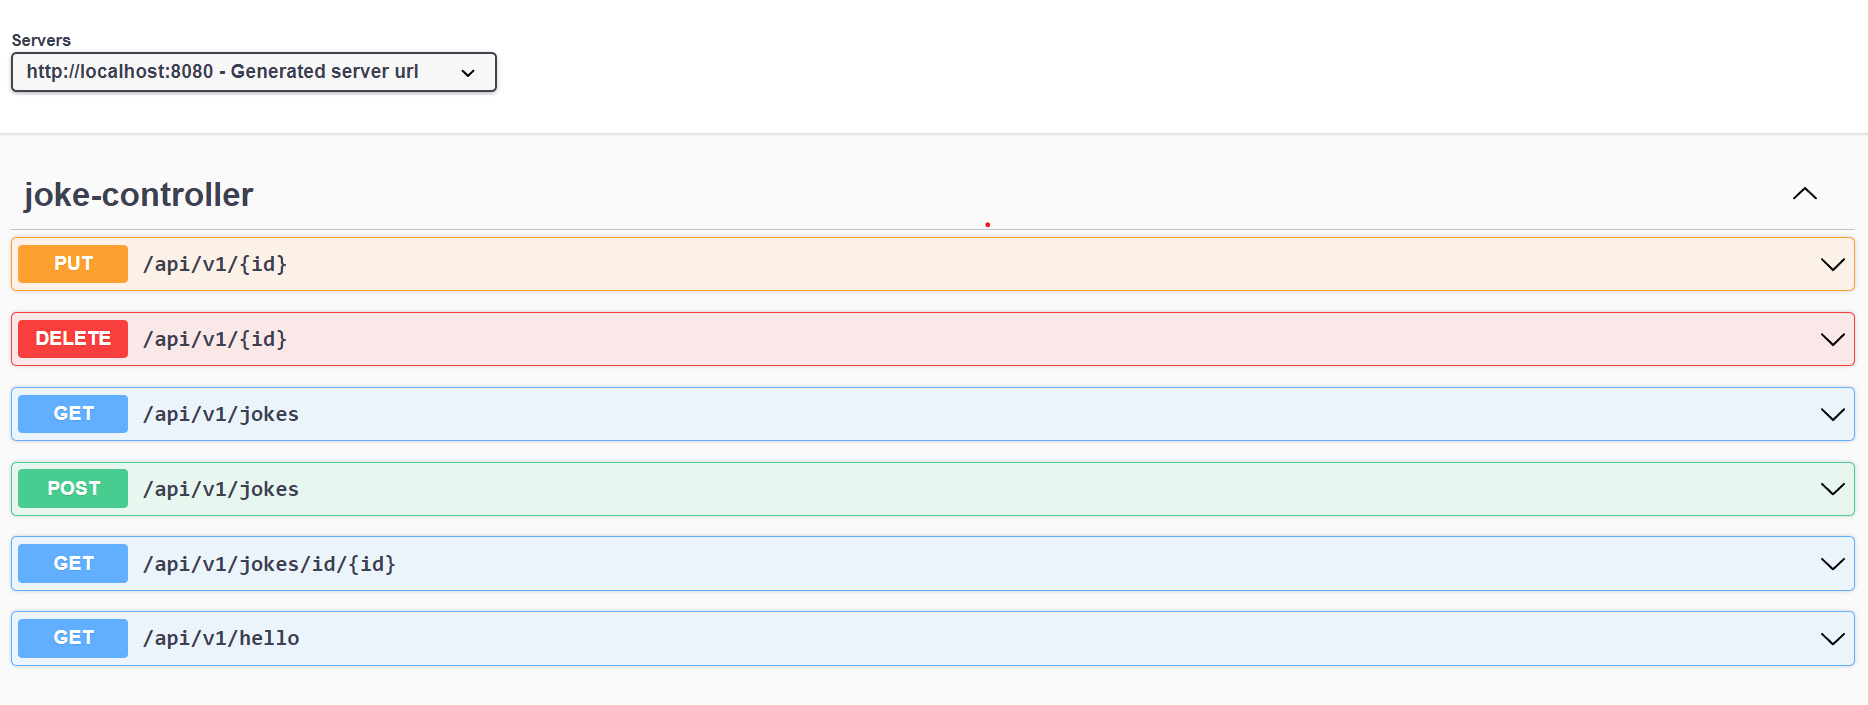 Servers
http://localhost:8080 - Generated server url
joke-controller
PUT /api/v1/{id}
DELETE /api/v1/{id}
GET /api/v1/jokes
POST /api/v1/jokes
GET /api/v1/jokes/id/{id}
GET /api/v1/hello